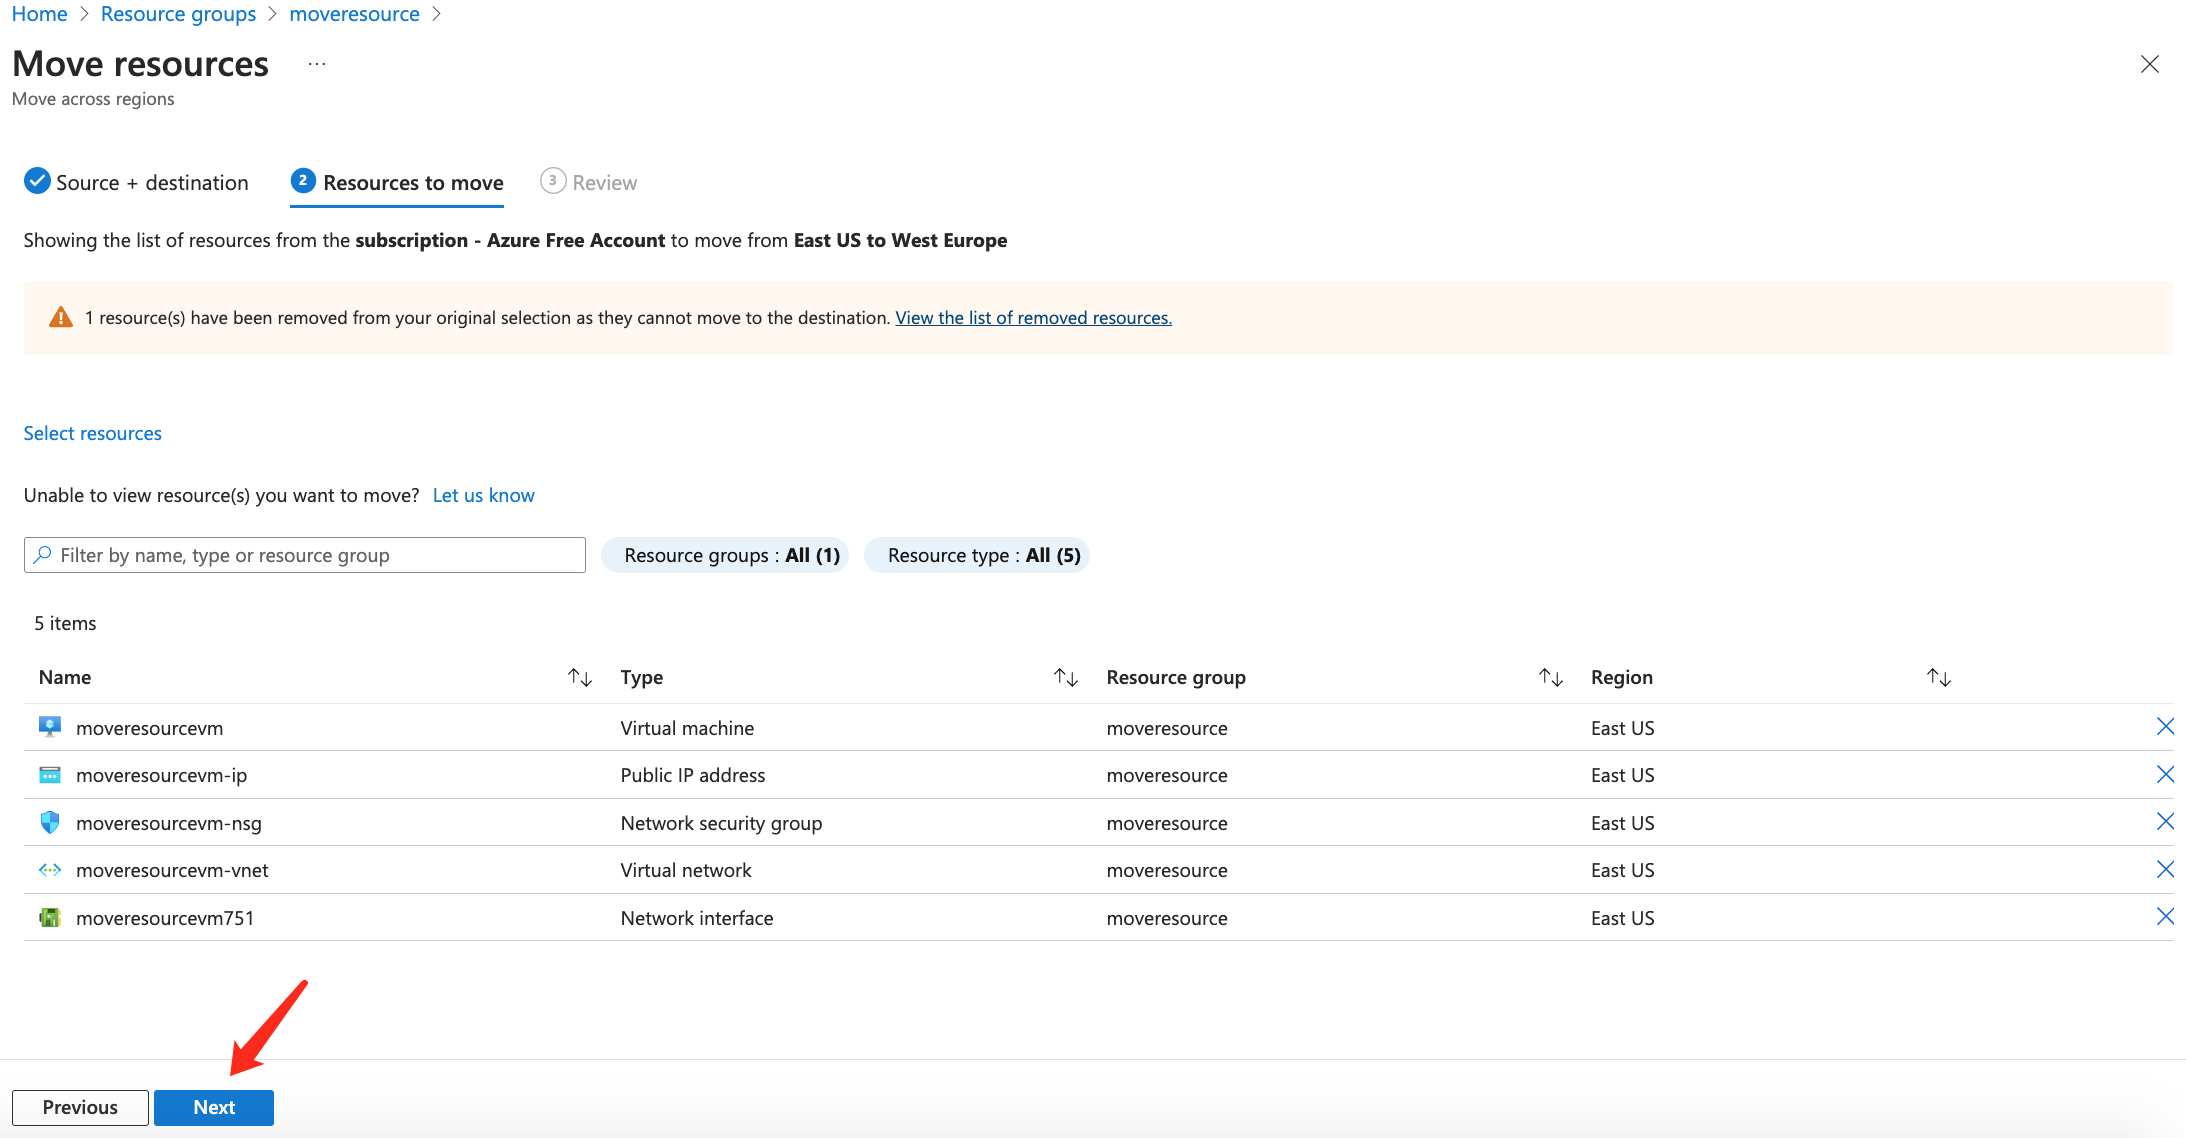 Home > Resource groups > moveresource >
Move resources ...
Move across regions
Source + destination 2 Resources to move 3 Review
Showing the list of resources from the subscription - Azure Free Account to move from East US to West Europe
1 resource(s) have been removed from your original selection as they cannot move to the destination. View the list of removed resources.
Select resources
Unable to view resource(s) you want to move? Let us know
Filter by name, type or resource group Resource groups : All (1) Resource type : All (5)
5 items
Name Type Resource group Region
moveresourcevm Virtual machine moveresource East US
moveresourcevm-ip Public IP address moveresource East US
moveresourcevm-nsg Network security group moveresource East US
moveresourcevm-vnet Virtual network moveresource East US
moveresourcevm751 Network interface moveresource East US
Previous Next